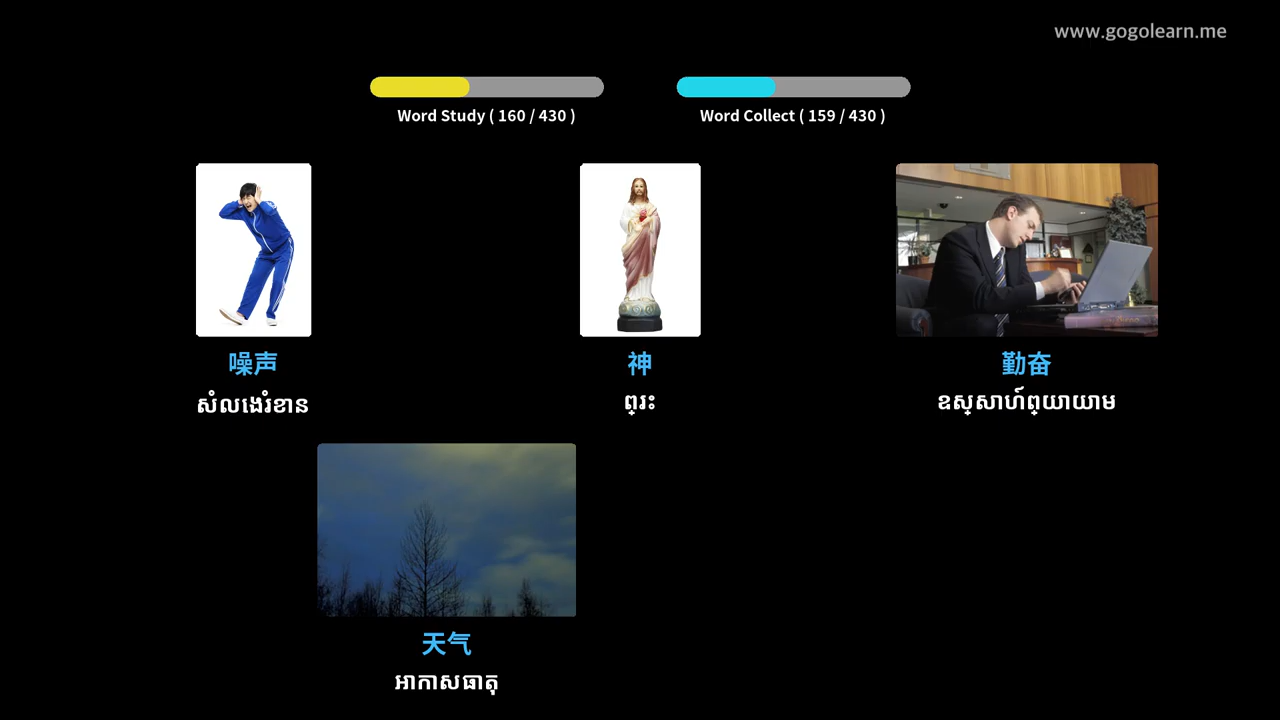 www.gogolearn.me
Word Study ( 160 / 430 )
Word Collect ( 159 / 430 )
噪声
神
勤奋
សំលេងរំខាន
ព្រះ
ឧស្សាហ៍ព្យាយាម
天气
អាកាសធាតុ